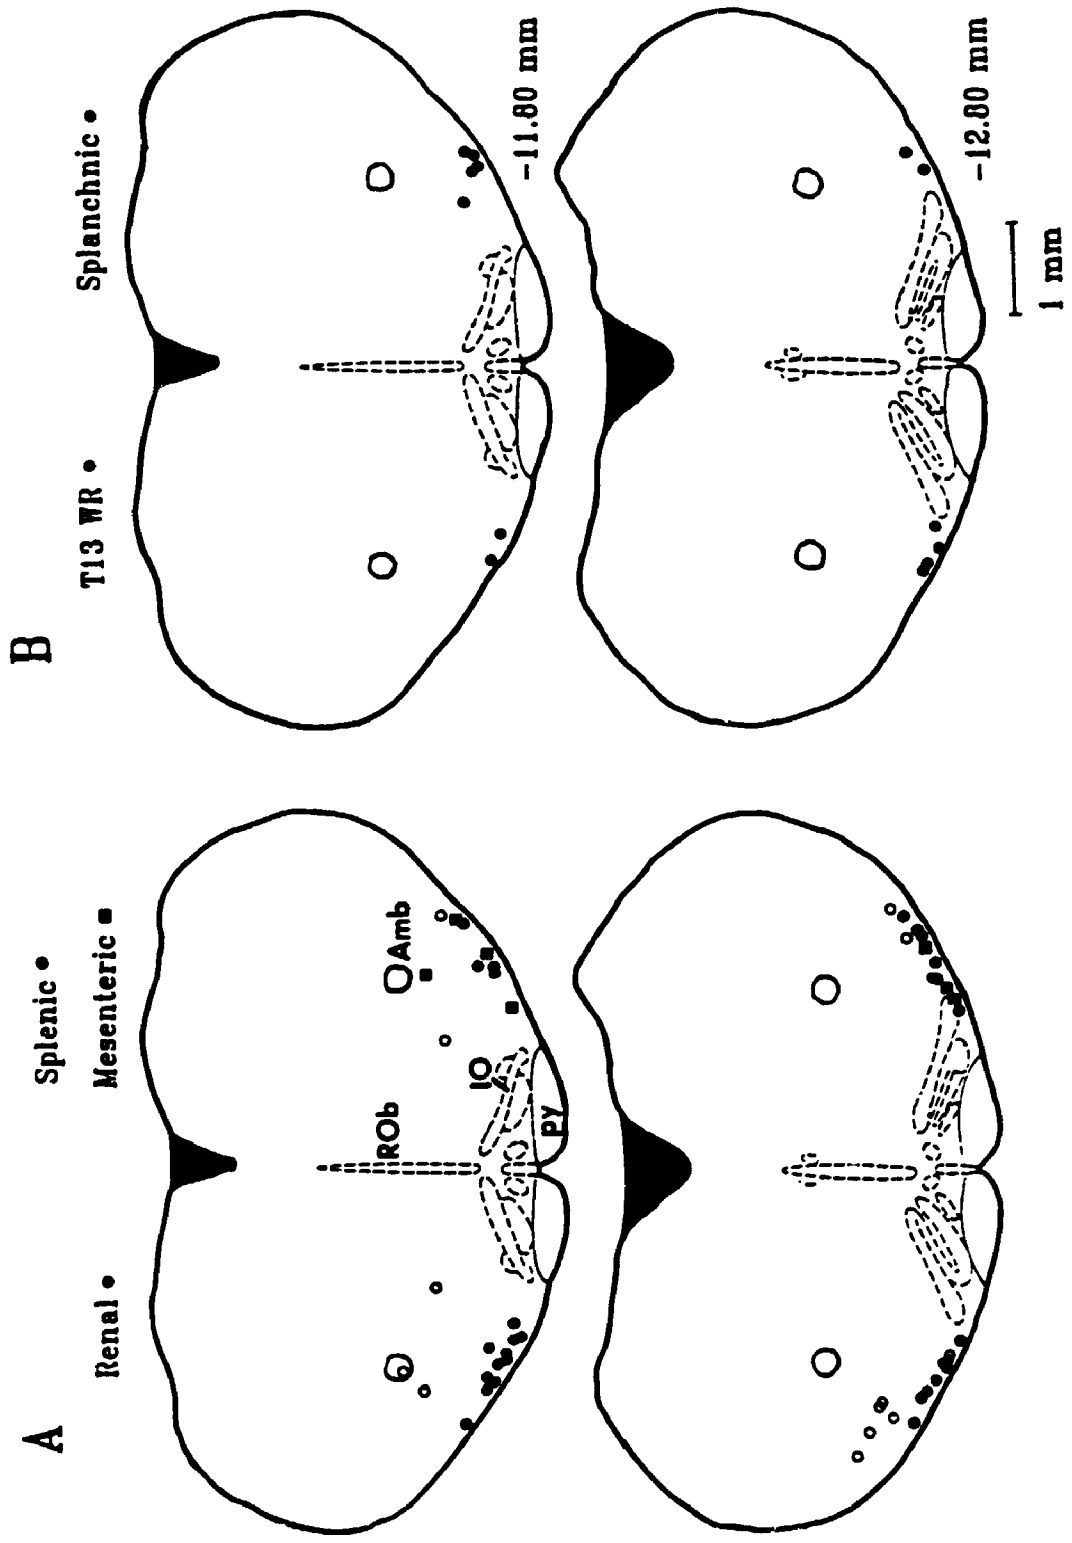 A
Renal ●
Splenic ●
Mesenteric ■
ROb
IO
Amb
PY
B
T13 WR ●
Splanchnic ●
-11.80 mm
-12.80 mm
1 mm